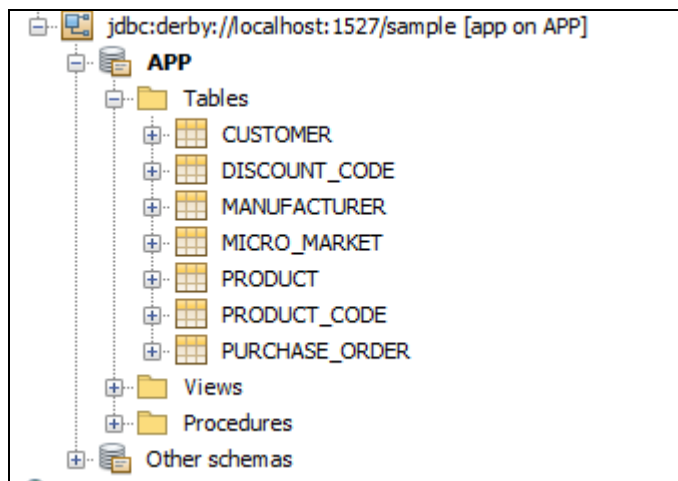 jdbc:derby://localhost:1527/sample [app on APP]
APP
Tables
CUSTOMER
DISCOUNT_CODE
MANUFACTURER
MICRO_MARKET
PRODUCT
PRODUCT_CODE
PURCHASE_ORDER
Views
Procedures
Other schemas